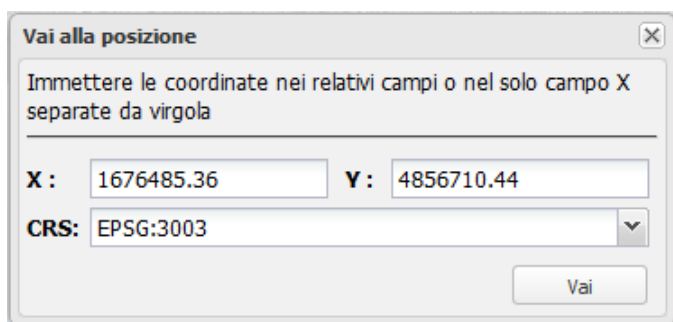 Vai alla posizione
Immettere le coordinate nei relativi campi o nel solo campo X
separate da virgola
X : 1676485.36 Y : 4856710.44
CRS: EPSG:3003
Vai